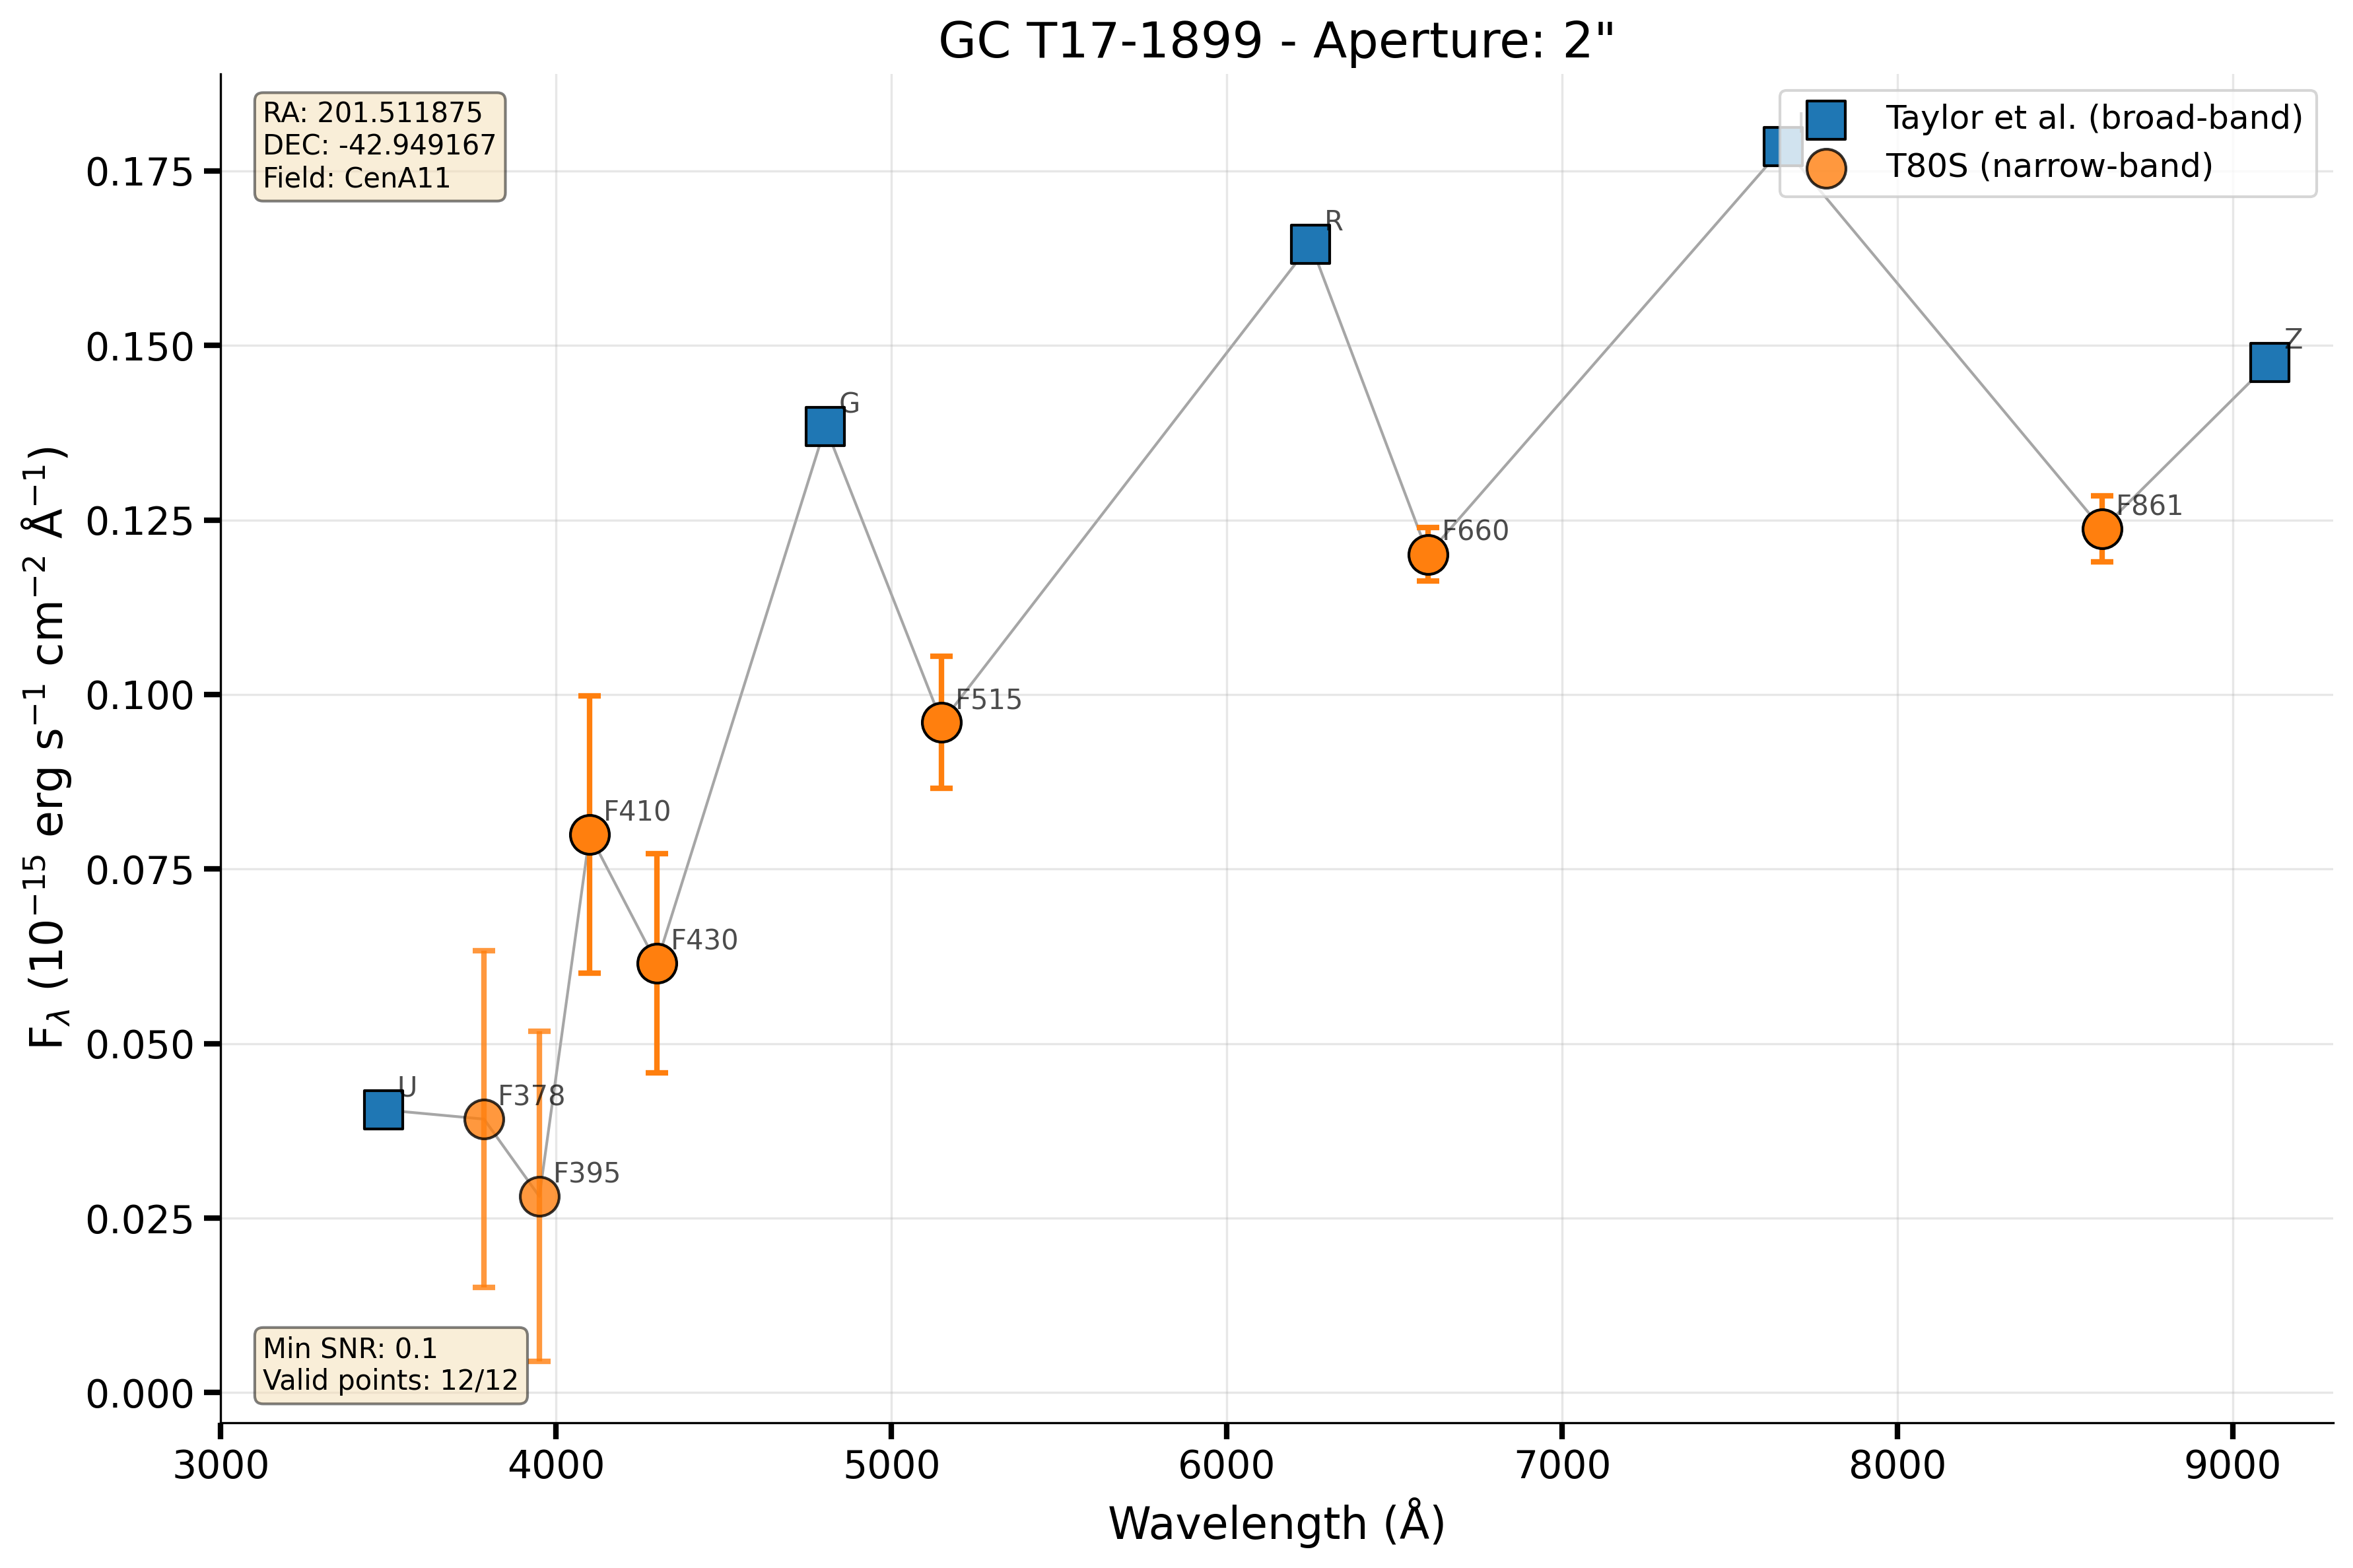 GC T17-1899 - Aperture: 2"
RA: 201.511875
DEC: -42.949167
Field: CenA11
Taylor et al. (broad-band)
T80S (narrow-band)
0.175
0.150
0.125
0.100
0.075
0.050
0.025
0.000
F$_\lambda$ (10$^{-15}$ erg s$^{-1}$ cm$^{-2}$ Å$^{-1}$)
U
F378
F395
F410
F430
G
F515
R
F660
F861
Z
Min SNR: 0.1
Valid points: 12/12
3000 4000 5000 6000 7000 8000 9000
Wavelength (Å)